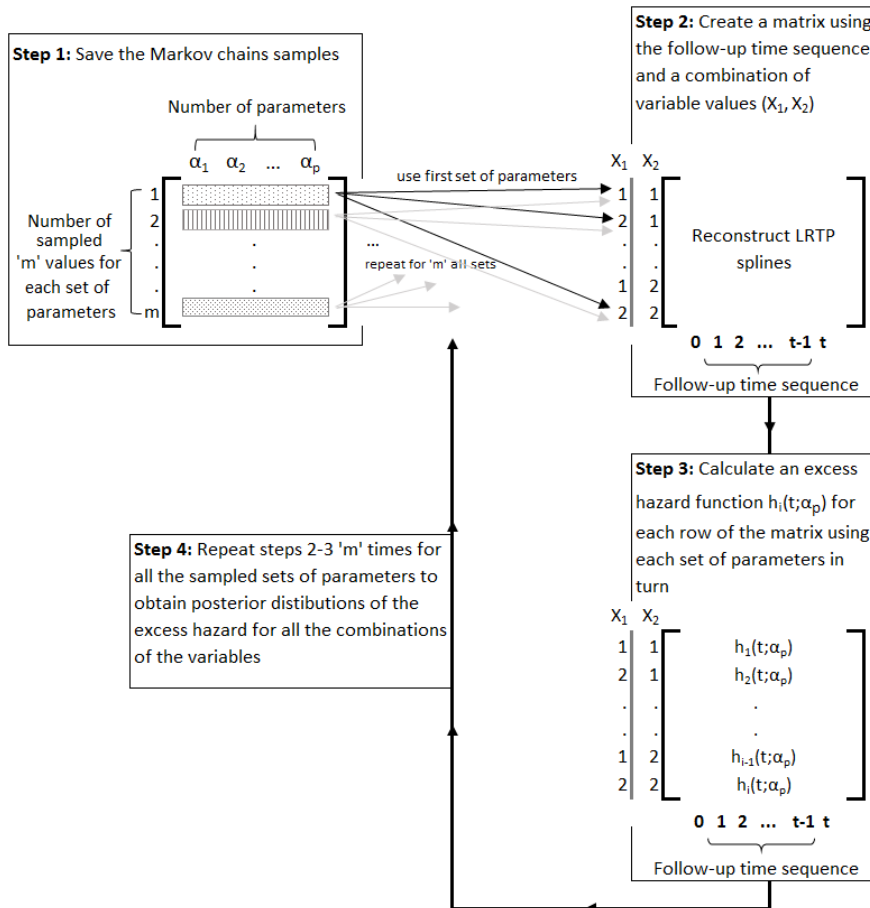 Step 1: Save the Markov chains samples
Number of parameters
α1 α2 ... αp
Number of
sampled
'm' values for
each set of
parameters
1
2
.
.
m
. .
. .
use first set of parameters
...
repeat for 'm' all sets
Step 2: Create a matrix using
the follow-up time sequence
and a combination of
variable values (X1, X2)
X1 X2
1 1
2 1
. .
. .
1 2
2 2
Reconstruct LRTP
splines
0 1 2 ... t-1 t
Follow-up time sequence
Step 3: Calculate an excess
hazard function hi(t;αp) for
each row of the matrix using
each set of parameters in
turn
X1 X2
1 1 h1(t;αp)
2 1 h2(t;αp)
. . .
. . .
1 2 hi-1(t;αp)
2 2 hi(t;αp)
0 1 2 ... t-1 t
Follow-up time sequence
Step 4: Repeat steps 2-3 'm' times for
all the sampled sets of parameters to
obtain posterior distibutions of the
excess hazard for all the combinations
of the variables